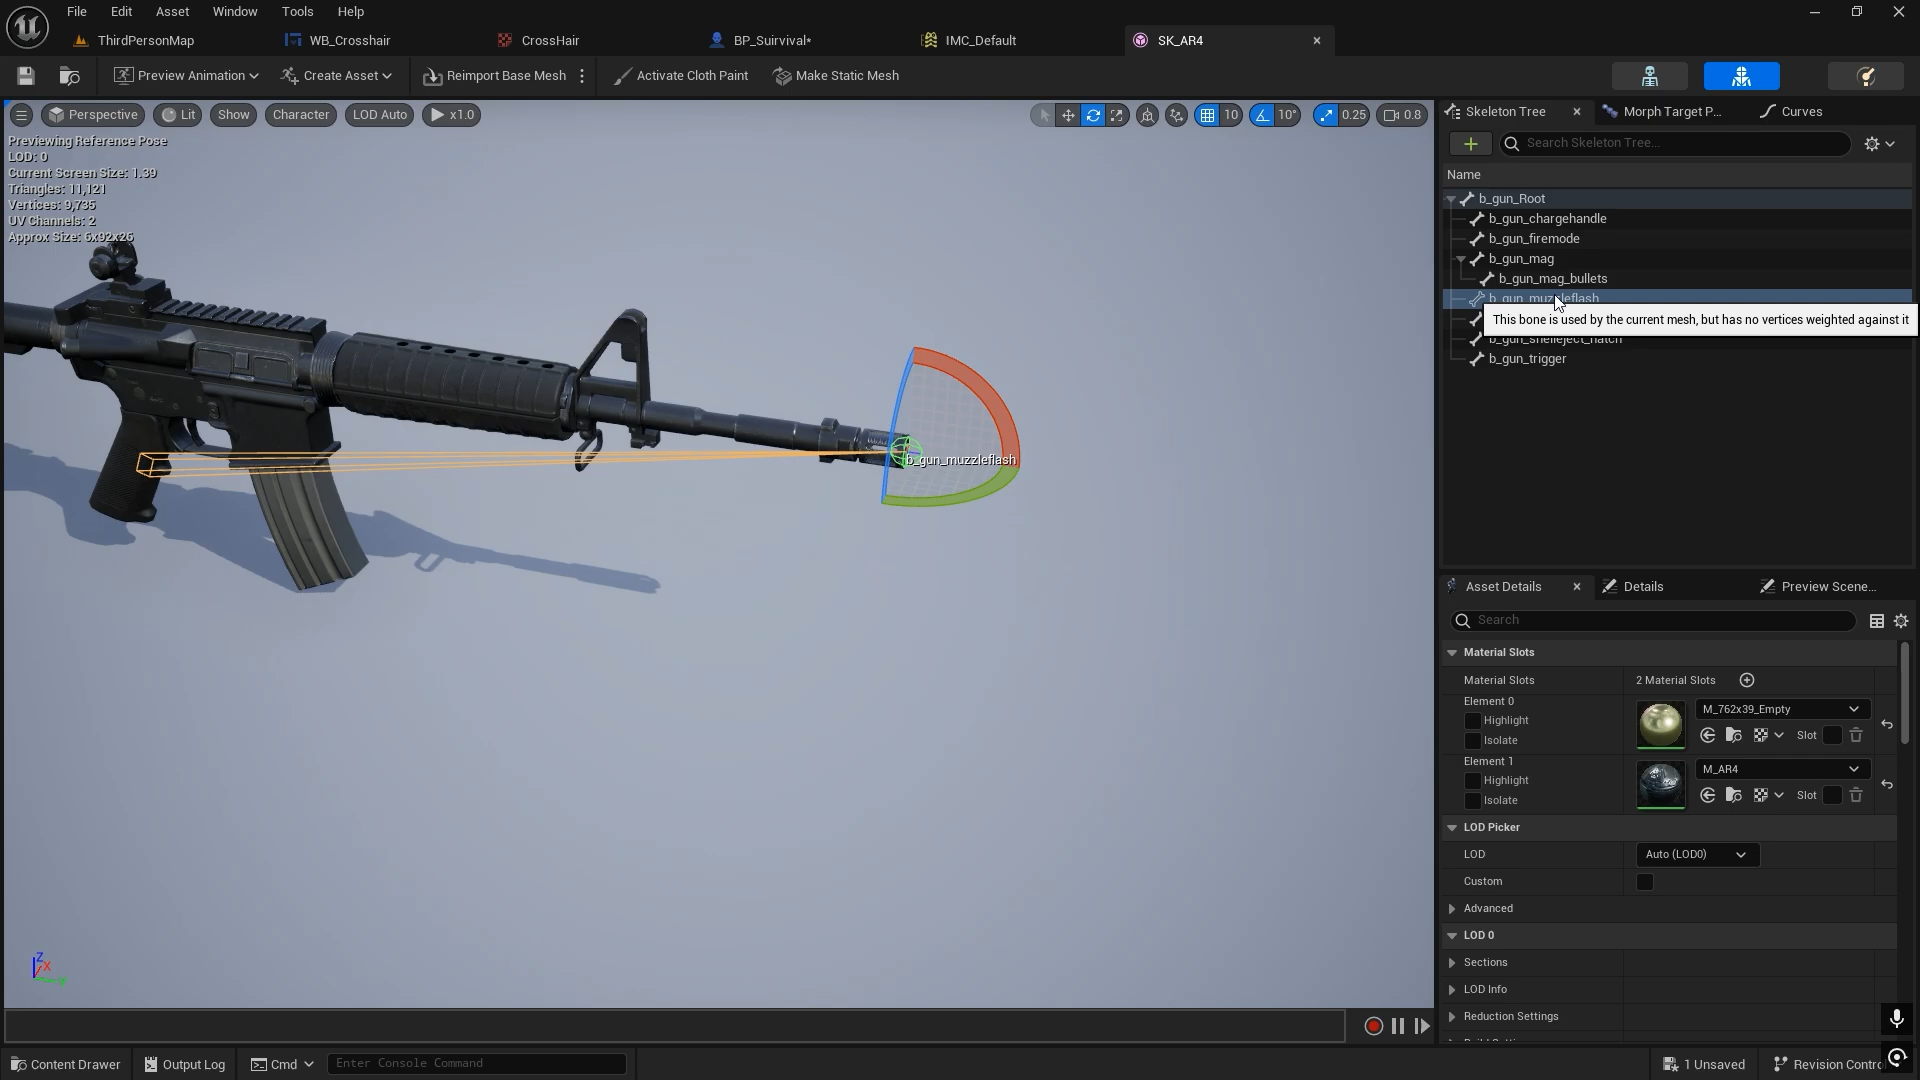 File Edit Asset Window Tools Help
ThirdPersonMap WB_Crosshair CrossHair BP_Suirvival* IMC_Default SK_AR4
Preview Animation Create Asset Reimport Base Mesh Activate Cloth Paint Make Static Mesh
Perspective Lit Show Character LOD Auto x1.0 10 10° 0.25 0.8
Previewing Reference Pose
LOD: 0
Current Screen Size: 1.39
Triangles: 11,121
Vertices: 9,735
UV Channels: 2
Approx Size: 6x92x26
b_gun_muzzleflash
Z
X
Skeleton Tree Morph Target P... Curves
Search Skeleton Tree...
Name
b_gun_Root
b_gun_chargehandle
b_gun_firemode
b_gun_mag
b_gun_mag_bullets
b_gun_muzzleflash
This bone is used by the current mesh, but has no vertices weighted against it
b_gun_shelleject_hatch
b_gun_trigger
Asset Details Details Preview Scene...
Search
Material Slots
Material Slots 2 Material Slots
Element 0
Highlight
Isolate
M_762x39_Empty
Slot
Element 1
Highlight
Isolate
M_AR4
Slot
LOD Picker
LOD Auto (LOD0)
Custom
Advanced
LOD 0
Sections
LOD Info
Reduction Settings
Content Drawer Output Log Cmd Enter Console Command 1 Unsaved Revision Contro